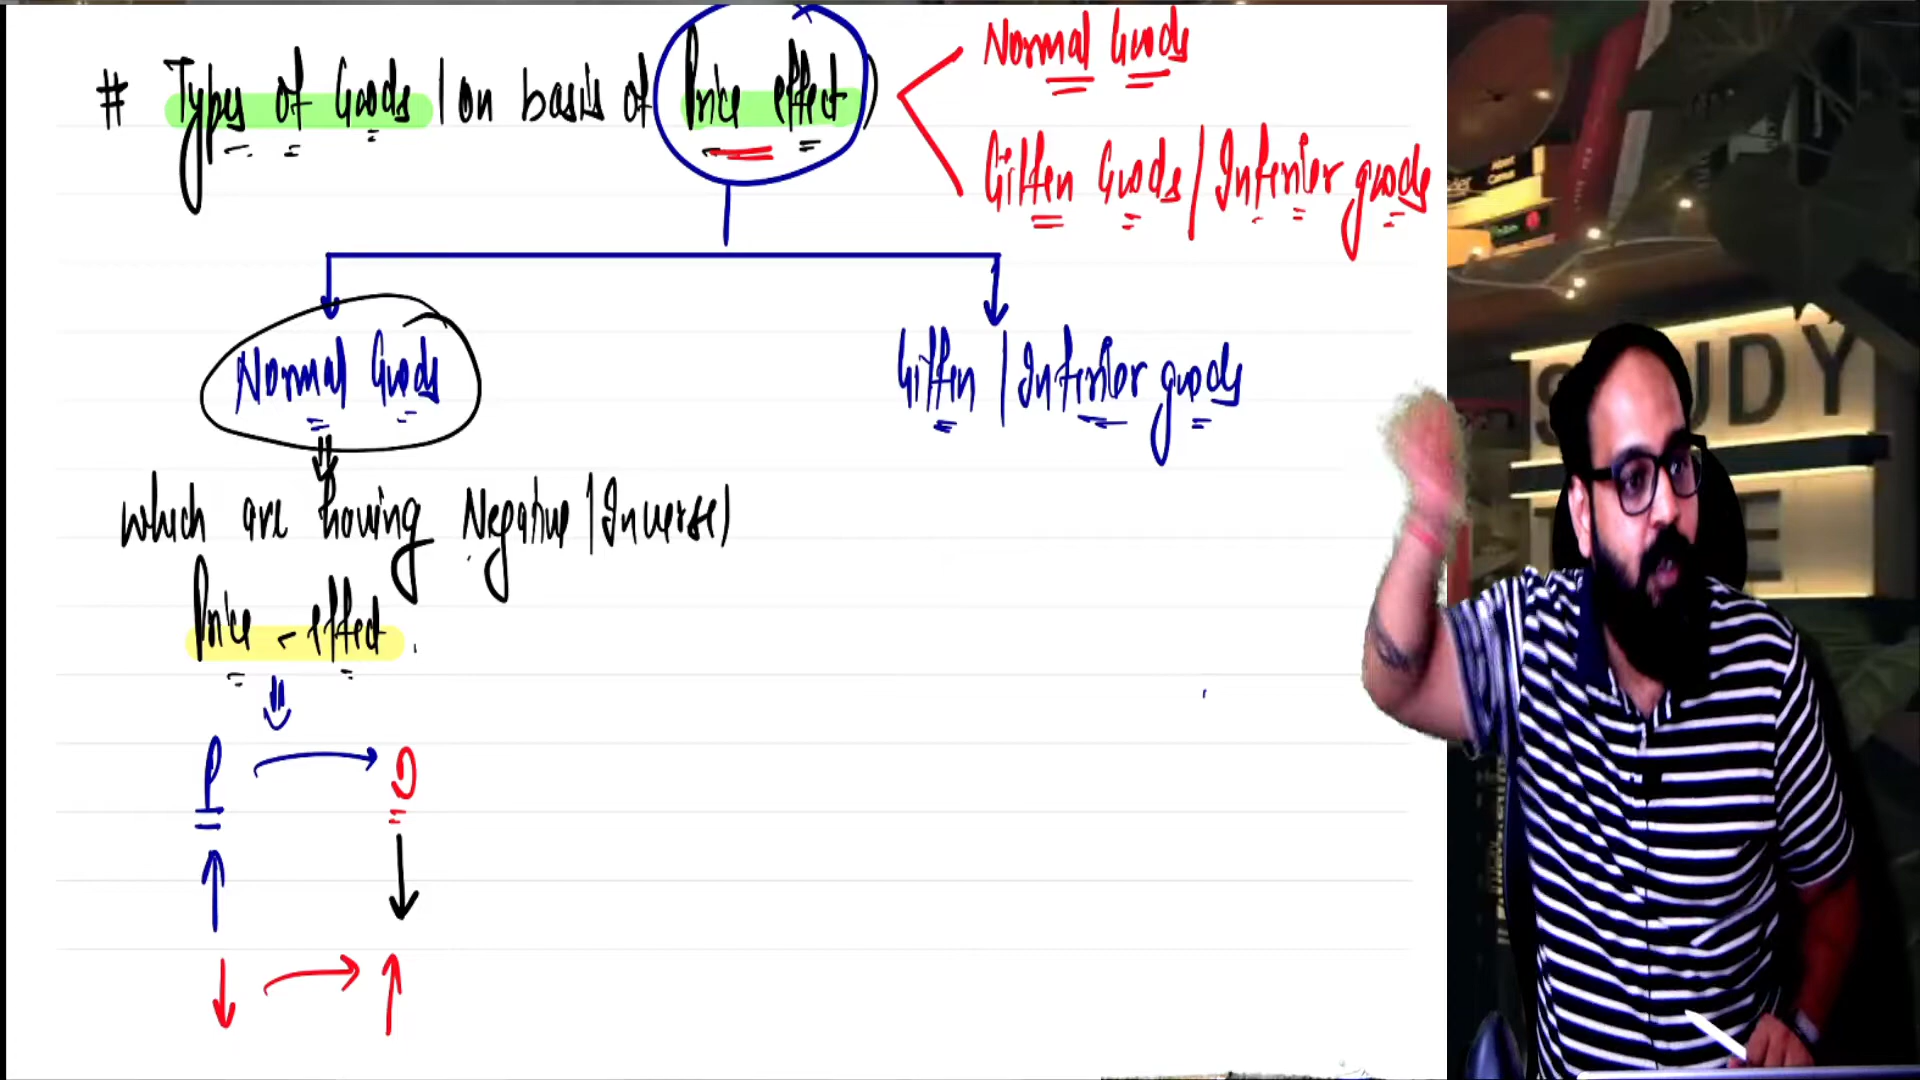 # Types of Goods (on basis of Price effect)
Normal Goods
Giffen Goods / Inferior goods
Normal Goods
Giffen / Inferior goods
which are having Negative (Inverse)
Price - effect.
P → D
↑ ↓
↓ → ↑
STUDY